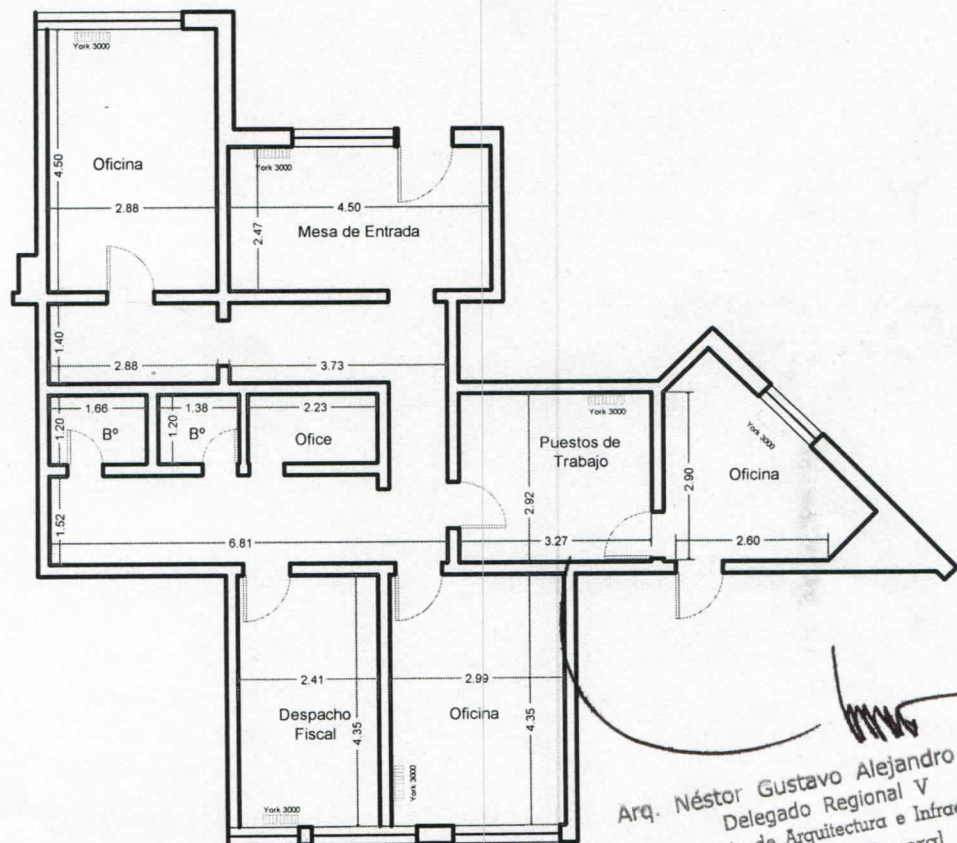 York 3000
4.50
Oficina
2.88
York 3000
2.47
4.50
Mesa de Entrada
1.40
2.88
3.73
1.66
Bº
1.20
1.38
Bº
1.20
2.23
Ofice
York 3000
Puestos de
Trabajo
2.92
3.27
York 3000
Oficina
2.90
2.60
1.52
6.81
2.41
Despacho
Fiscal
4.35
York 3000
2.99
Oficina
4.35
York 3000
Arq. Néstor Gustavo Alejandro
Delegado Regional V
de Arquitectura e